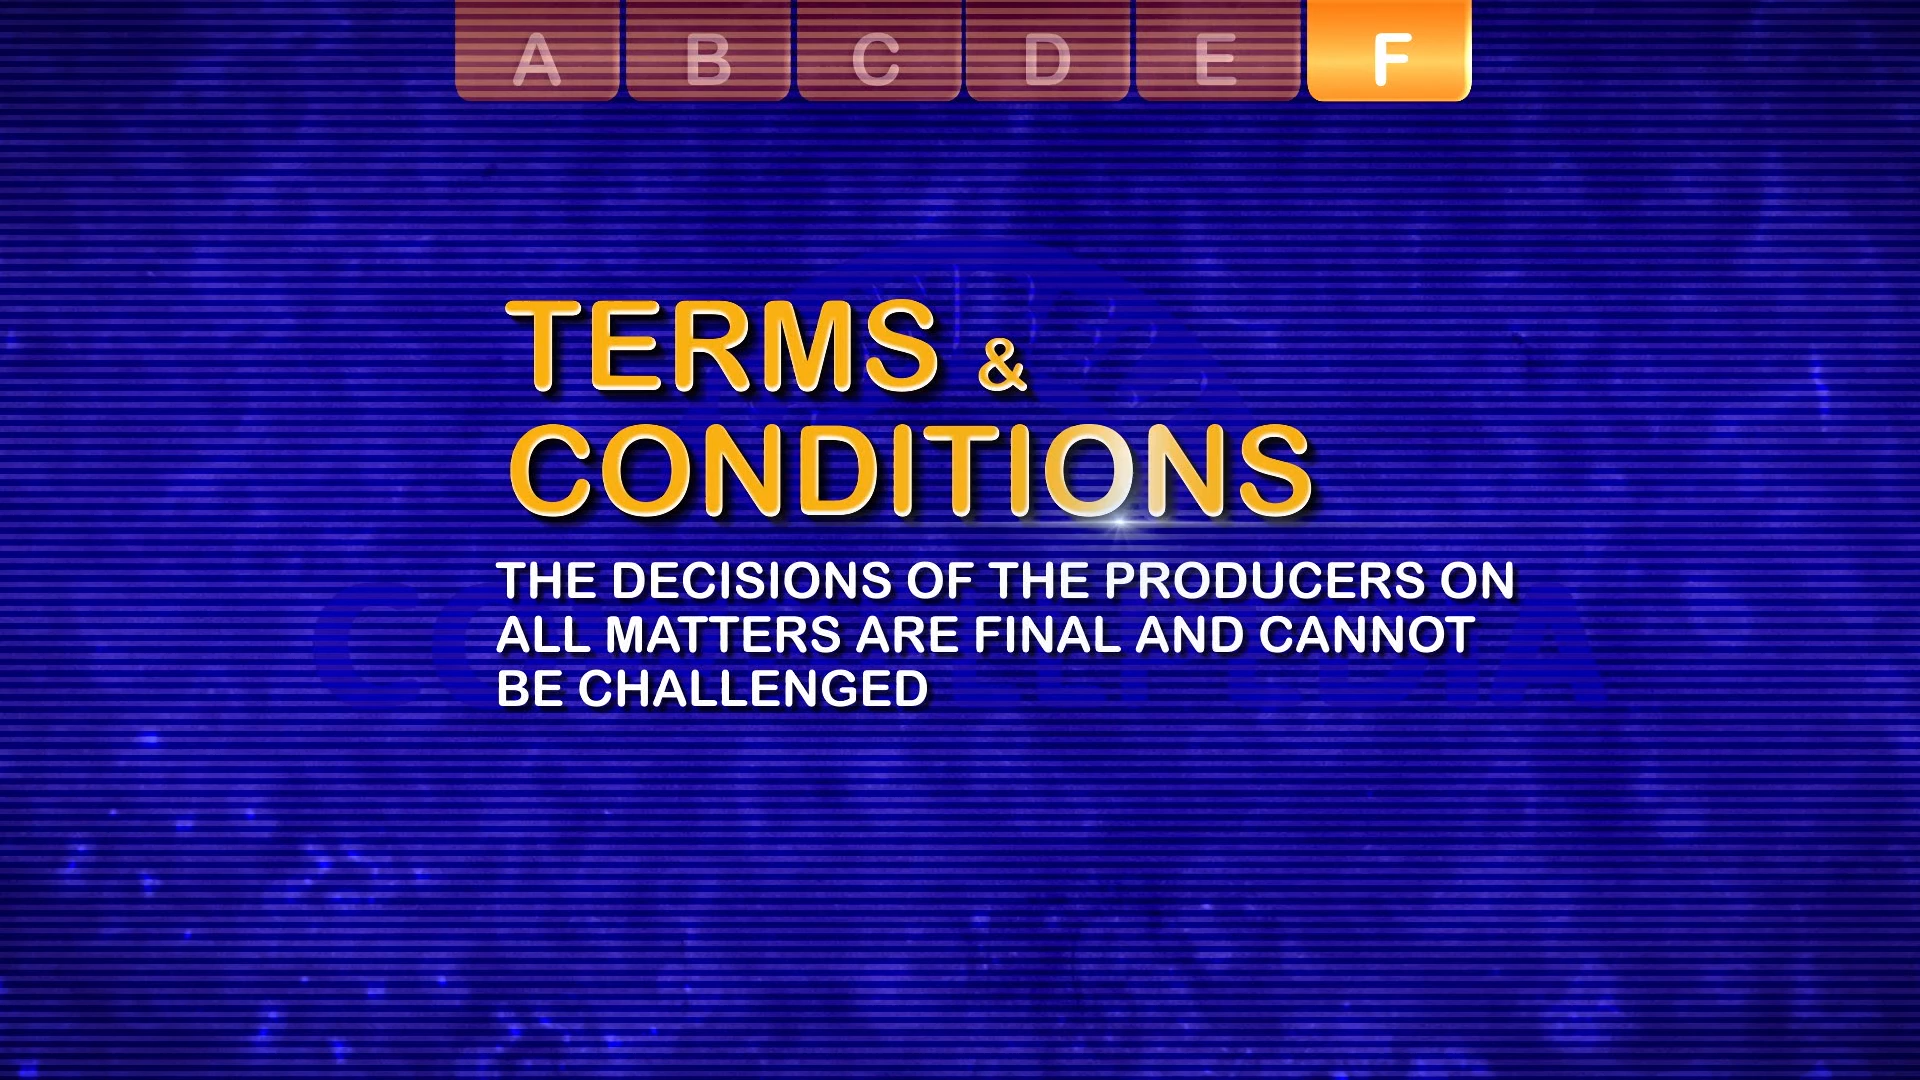 A B C D E F
TERMS &
CONDITIONS
THE DECISIONS OF THE PRODUCERS ON
ALL MATTERS ARE FINAL AND CANNOT
BE CHALLENGED